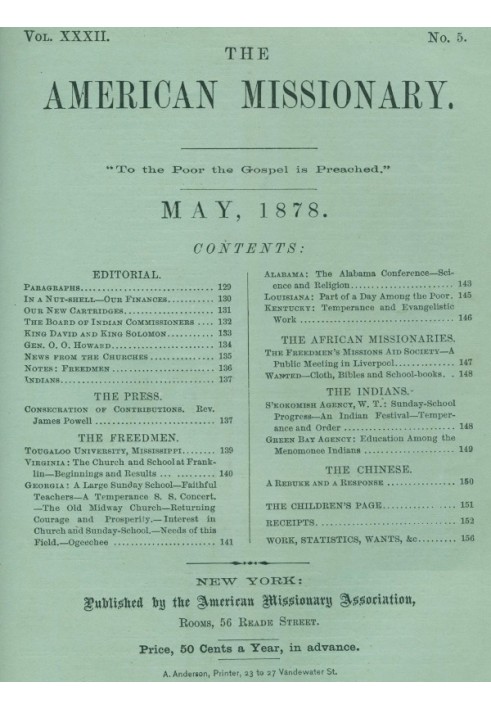 VOL. XXXII. No. 5.
THE
AMERICAN MISSIONARY.
"To the Poor the Gospel is Preached."
MAY, 1878.
CONTENTS:
EDITORIAL.
PARAGRAPHS.......... 129
IN A NUT-SHELL—OUR FINANCES.......... 130
OUR NEW CARTRIDGES.......... 131
THE BOARD OF INDIAN COMMISSIONERS .... 132
KING DAVID AND KING SOLOMON.......... 133
GEN. O. O. HOWARD.......... 134
NEWS FROM THE CHURCHES.......... 135
NOTES: FREEDMEN .......... 136
INDIANS.......... 137
THE PRESS.
CONSECRATION OF CONTRIBUTIONS. Rev.
James Powell .......... 137
THE FREEDMEN.
TOUGALOO UNIVERSITY, MISSISSIPPI.......... 139
VIRGINIA: The Church and School at Frank-
lin—Beginnings and Results ... .......... 140
GEORGIA: A Large Sunday School—Faithful
Teachers—A Temperance S. S. Concert.
—The Old Midway Church—Returning
Courage and Prosperity.—Interest in
Church and Sunday-School.—Needs of this
Field.—Ogeechee .......... 141
ALABAMA: The Alabama Conference—Sci-
ence and Religion.......... 143
LOUISIANA: Part of a Day Among the Poor. 145
KENTUCKY: Temperance and Evangelistic
Work .......... 146
THE AFRICAN MISSIONARIES.
THE FREEDMEN'S MISSIONS AID SOCIETY—A
Public Meeting in Liverpool.......... 147
WANTED—Cloth, Bibles and School-books. . 148
THE INDIANS.
S'KOKOMISH AGENCY, W. T.: Sunday-School
Progress—An Indian Festival—Temper-
ance and Order .......... 148
GREEN BAY AGENCY: Education Among the
Menomonee Indians .......... 149
THE CHINESE.
A REBUKE AND A RESPONSE .......... 150
THE CHILDREN'S PAGE.......... 151
RECEIPTS.......... 152
WORK, STATISTICS, WANTS, &c.......... 156
NEW YORK:
Published by the American Missionary Association,
ROOMS, 56 READE STREET.
Price, 50 Cents a Year, in advance.
A. Anderson, Printer, 23 to 27 Vandewater St.